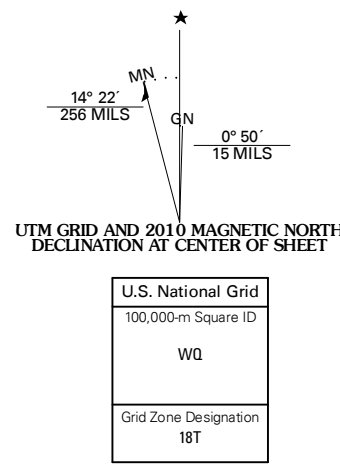 MN
14° 22´
256 MILS
GN
0° 50´
15 MILS
UTM GRID AND 2010 MAGNETIC NORTH
DECLINATION AT CENTER OF SHEET
U.S. National Grid
100,000-m Square ID
WQ
Grid Zone Designation
18T